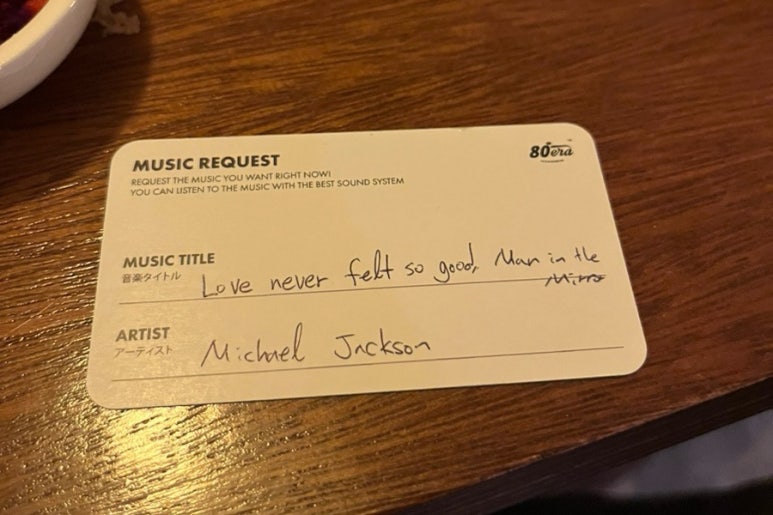 MUSIC REQUEST
80era
REQUEST THE MUSIC YOU WANT RIGHT NOW!
YOU CAN LISTEN TO THE MUSIC WITH THE BEST SOUND SYSTEM
MUSIC TITLE
音楽タイトル
Love never felt so good, Man in the
Mirro
ARTIST
アーティスト
Michael Jackson